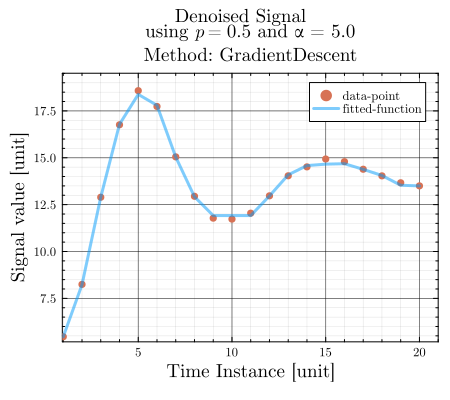 Denoised Signal
using p = 0.5 and α = 5.0
Method: GradientDescent
data-point
fitted-function
Signal value [unit]
17.5
15.0
12.5
10.0
7.5
5
10
15
20
Time Instance [unit]